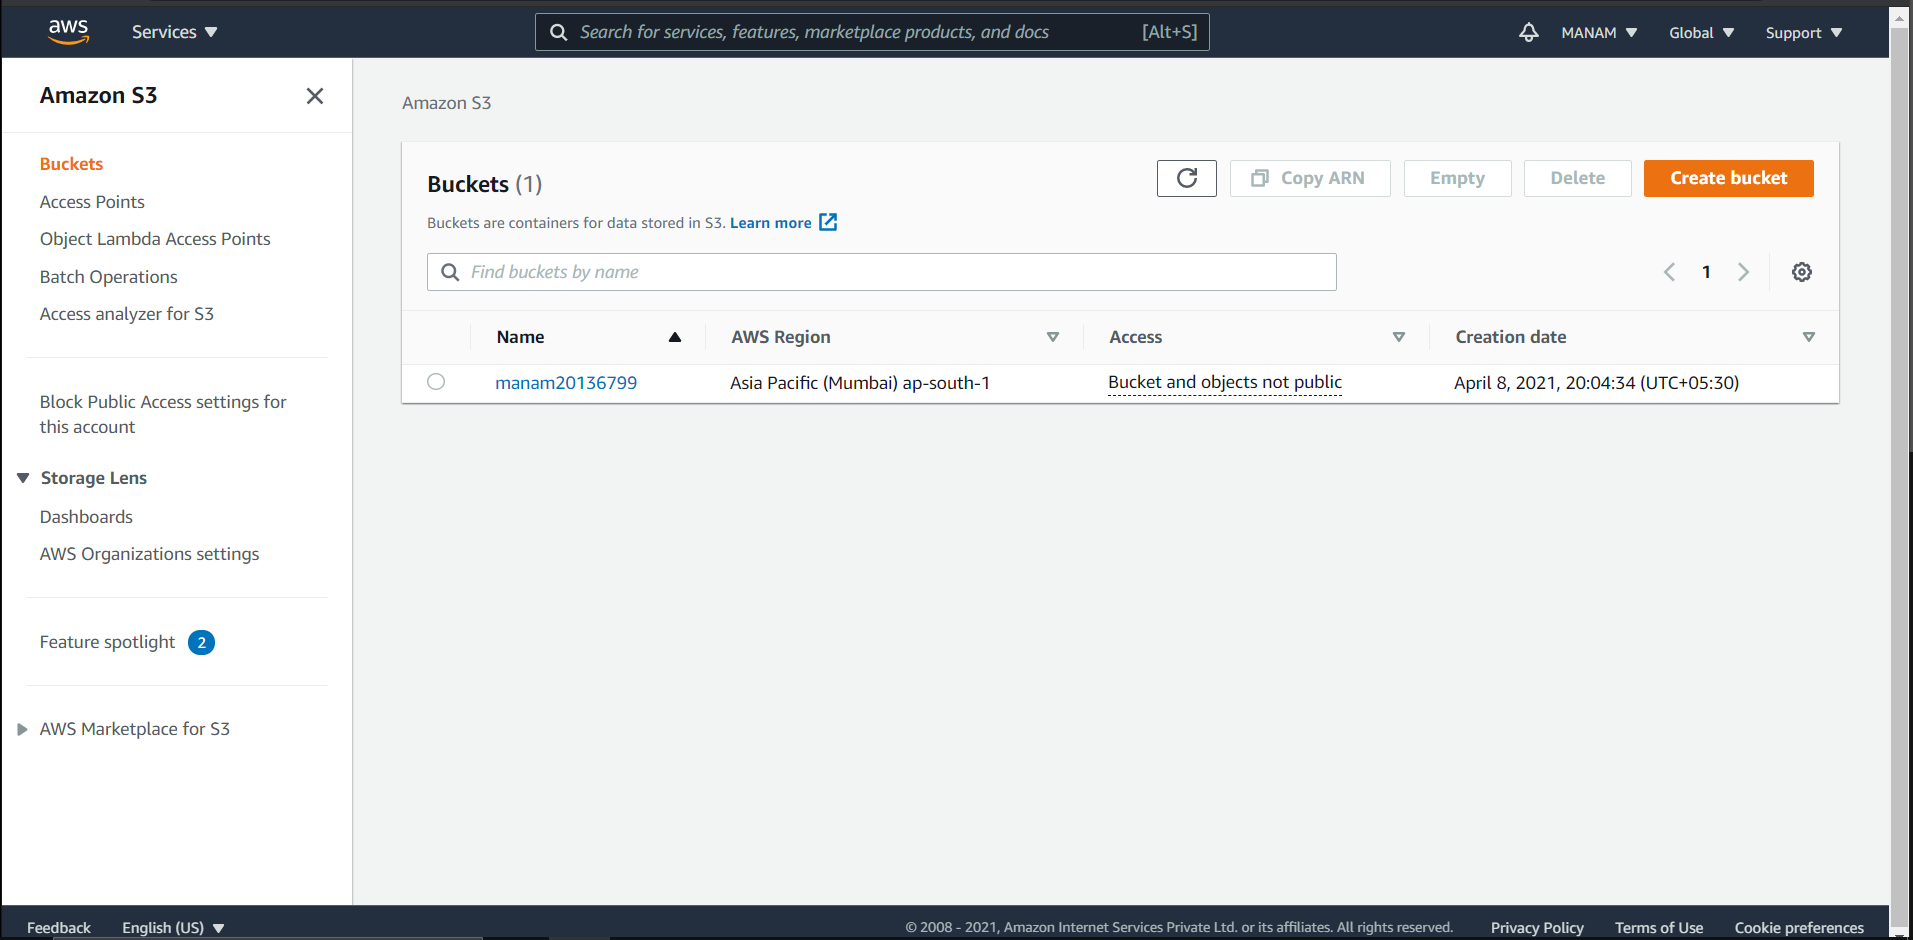 aws
Services
Search for services, features, marketplace products, and docs
[Alt+S]
MANAM
Global
Support
Amazon S3
Buckets
Access Points
Object Lambda Access Points
Batch Operations
Access analyzer for S3
Block Public Access settings for
this account
Storage Lens
Dashboards
AWS Organizations settings
Feature spotlight 2
AWS Marketplace for S3
Amazon S3
Buckets (1)
Copy ARN
Empty
Delete
Create bucket
Buckets are containers for data stored in S3. Learn more
Find buckets by name
1
Name
AWS Region
Access
Creation date
manam20136799
Asia Pacific (Mumbai) ap-south-1
Bucket and objects not public
April 8, 2021, 20:04:34 (UTC+05:30)
Feedback
English (US)
© 2008 - 2021, Amazon Internet Services Private Ltd. or its affiliates. All rights reserved.
Privacy Policy
Terms of Use
Cookie preferences